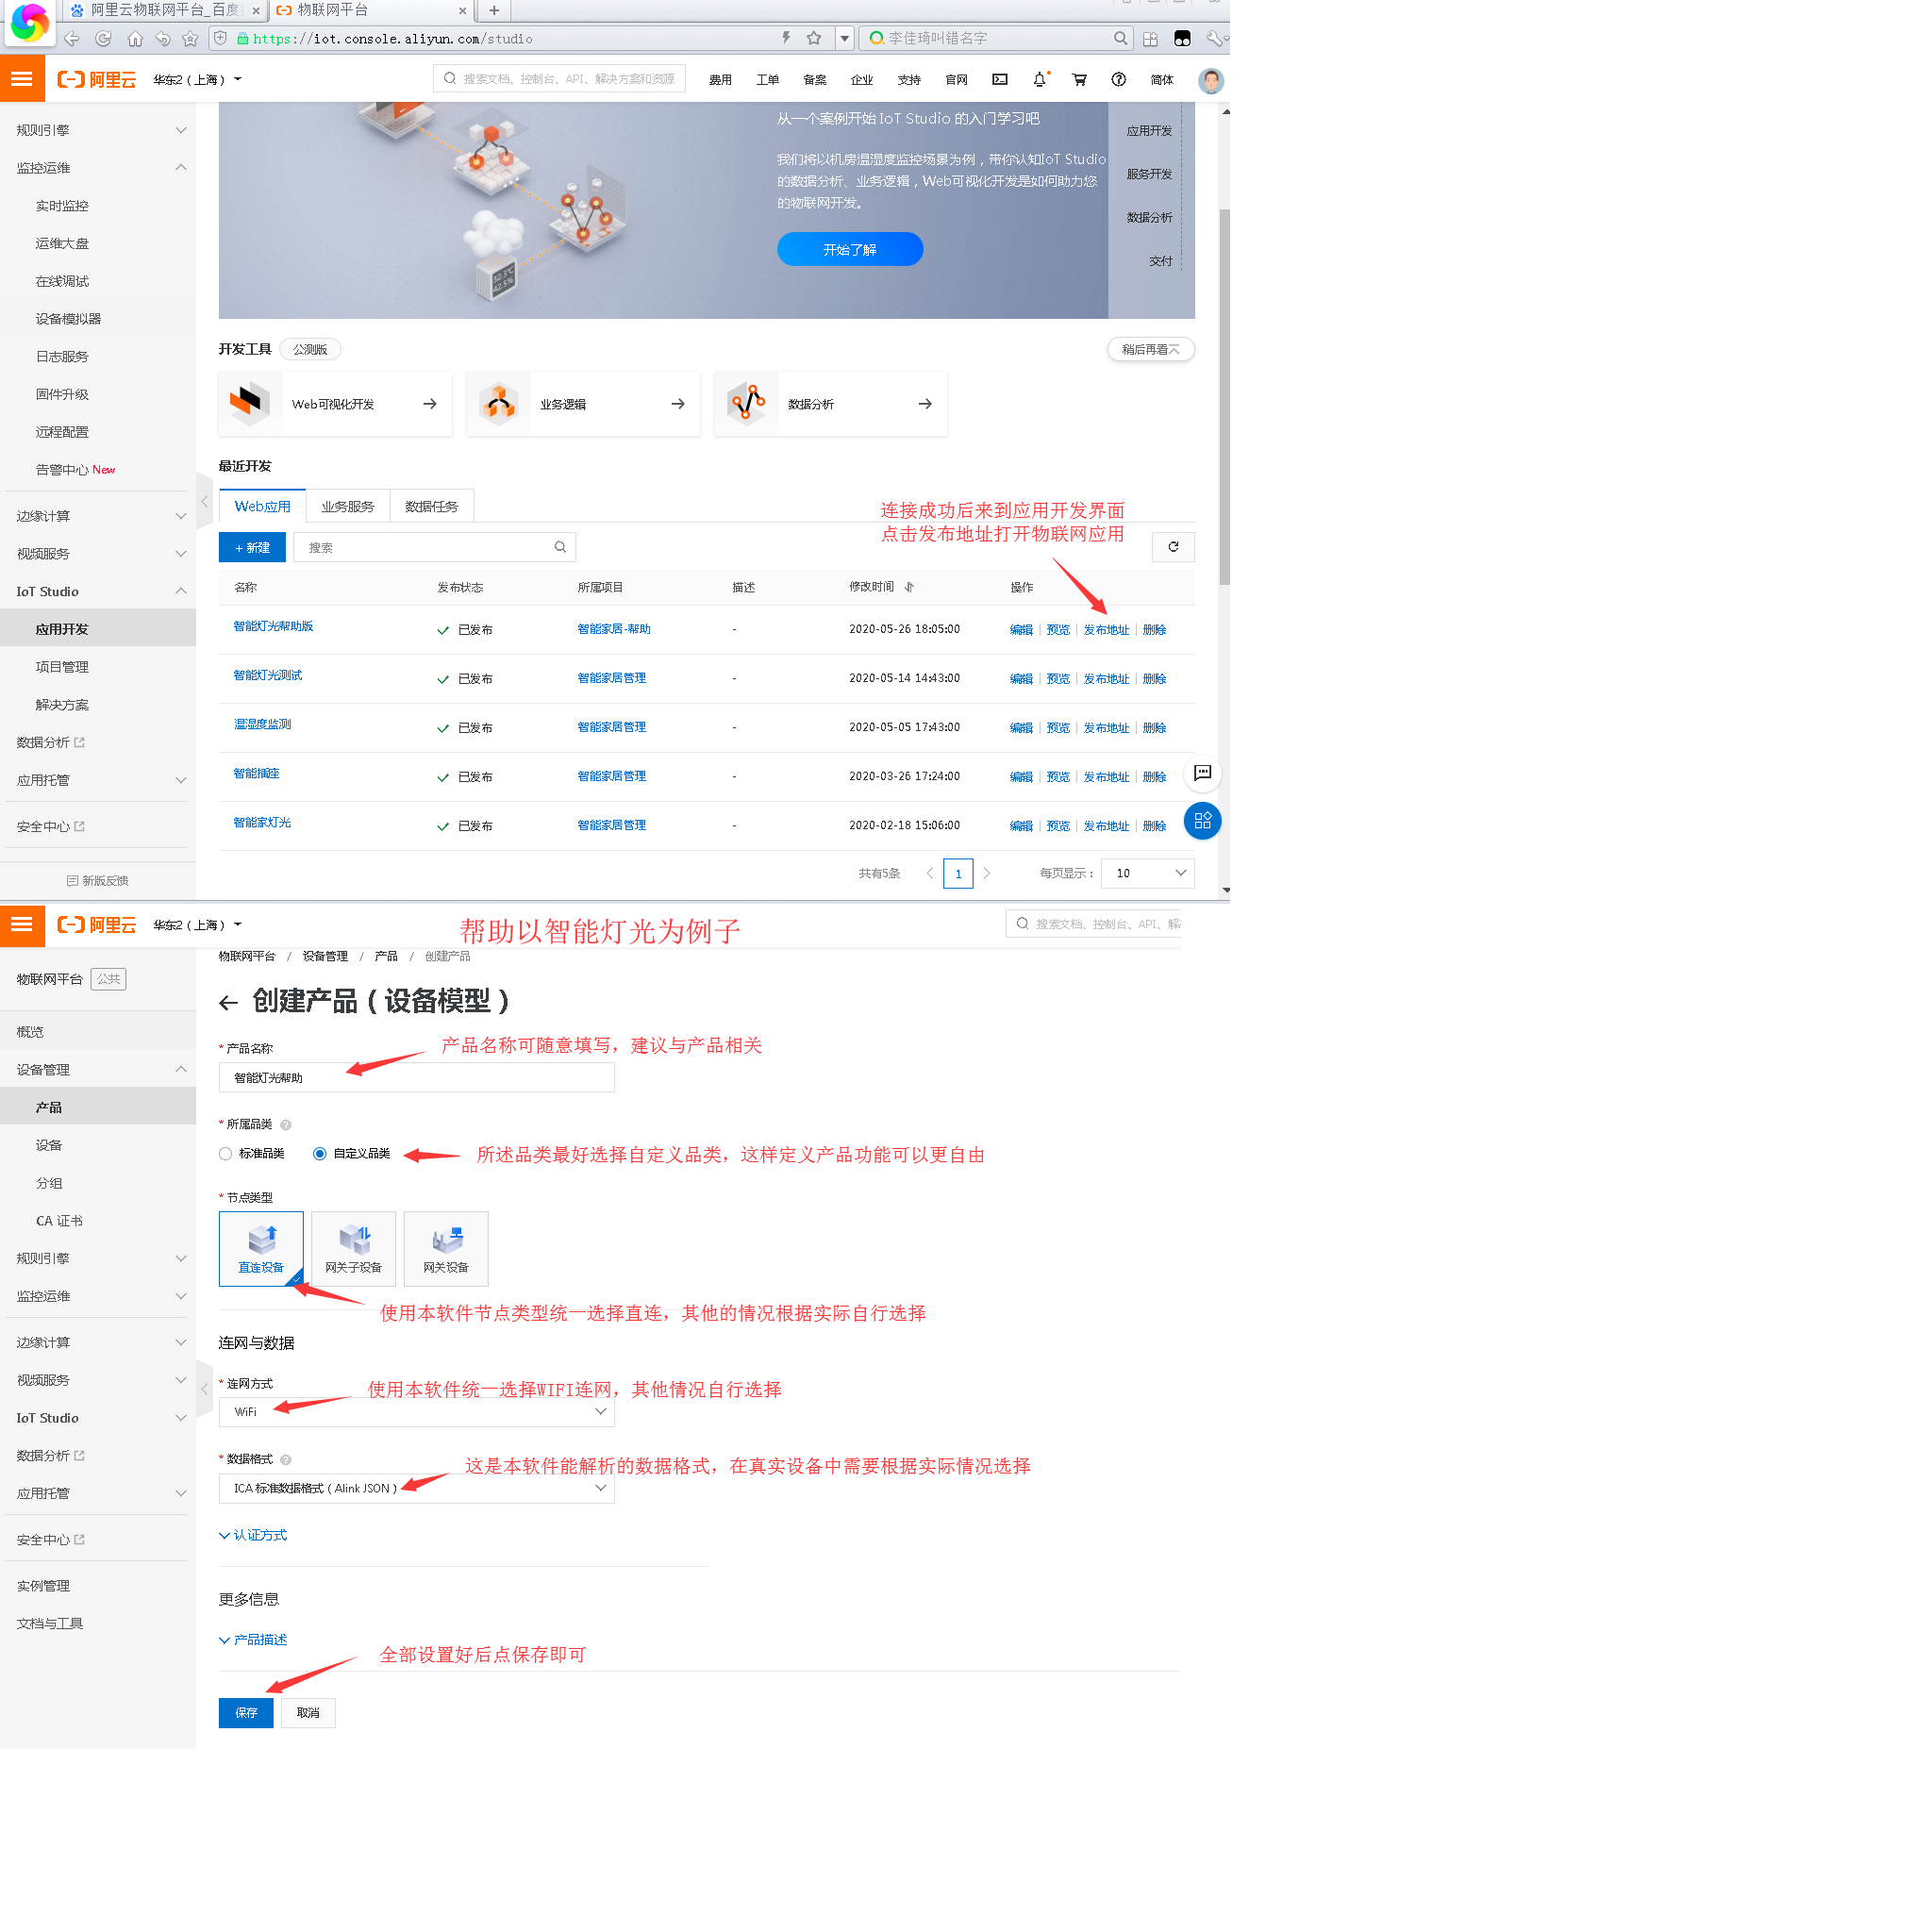 阿里云物联网平台_百度
物联网平台
https://iot.console.aliyun.com/studio
李佳琦叫错名字
阿里云
华东2（上海）
搜索文档、控制台、API、解决方案和资源
费用
工单
备案
企业
支持
官网
简体
规则引擎
监控运维
实时监控
运维大盘
在线调试
设备模拟器
日志服务
固件升级
远程配置
告警中心 New
边缘计算
视频服务
IoT Studio
应用开发
项目管理
解决方案
数据分析
应用托管
安全中心
新版反馈
从一个案例开始 IoT Studio 的入门学习吧
我们将以机房温湿度监控场景为例，带你认知IoT Studio
的数据分析、业务逻辑，Web可视化开发是如何助力您
的物联网开发。
开始了解
32.3°C
42.5%
应用开发
服务开发
数据分析
交付
开发工具
公测版
稍后再看
Web可视化开发
业务逻辑
数据分析
最近开发
Web应用
业务服务
数据任务
连接成功后来到应用开发界面
点击发布地址打开物联网应用
+ 新建
搜索
名称 发布状态 所属项目 描述 修改时间 操作
智能灯光帮助版 已发布 智能家居-帮助 - 2020-05-26 18:05:00 编辑 预览 发布地址 删除
智能灯光测试 已发布 智能家居管理 - 2020-05-14 14:43:00 编辑 预览 发布地址 删除
温湿度监测 已发布 智能家居管理 - 2020-05-05 17:43:00 编辑 预览 发布地址 删除
智能插座 已发布 智能家居管理 - 2020-03-26 17:24:00 编辑 预览 发布地址 删除
智能家灯光 已发布 智能家居管理 - 2020-02-18 15:06:00 编辑 预览 发布地址 删除
共有5条
1
每页显示：
10
阿里云
华东2（上海）
帮助以智能灯光为例子
搜索文档、控制台、API、解
物联网平台 公共
概览
设备管理
产品
设备
分组
CA 证书
规则引擎
监控运维
边缘计算
视频服务
IoT Studio
数据分析
应用托管
安全中心
实例管理
文档与工具
物联网平台 / 设备管理 / 产品 / 创建产品
创建产品（设备模型）
* 产品名称
产品名称可随意填写，建议与产品相关
智能灯光帮助
* 所属品类
标准品类
自定义品类
所述品类最好选择自定义品类，这样定义产品功能可以更自由
* 节点类型
直连设备
网关子设备
网关设备
使用本软件节点类型统一选择直连，其他的情况根据实际自行选择
连网与数据
* 连网方式
使用本软件统一选择WIFI连网，其他情况自行选择
WiFi
* 数据格式
这是本软件能解析的数据格式，在真实设备中需要根据实际情况选择
ICA 标准数据格式（Alink JSON）
认证方式
更多信息
产品描述
全部设置好后点保存即可
保存
取消